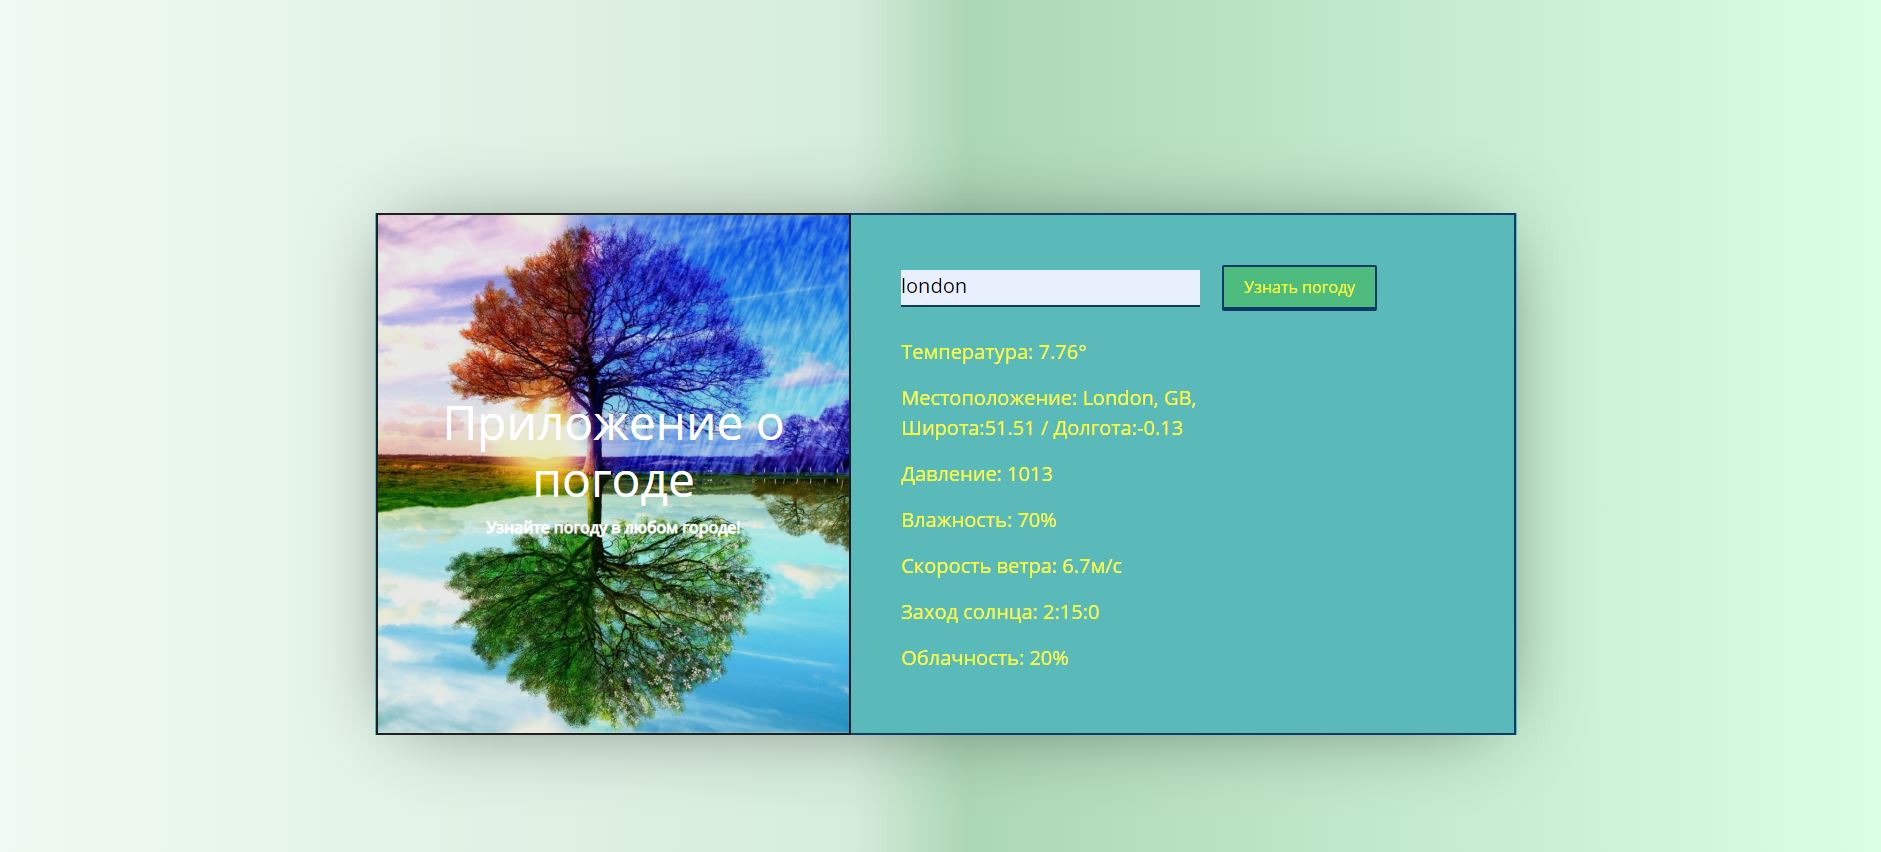 Приложение о
погоде
Узнайте погоду в любом городе!
london
Узнать погоду
Температура: 7.76°
Местоположение: London, GB,
Широта:51.51 / Долгота:-0.13
Давление: 1013
Влажность: 70%
Скорость ветра: 6.7м/с
Заход солнца: 2:15:0
Облачность: 20%